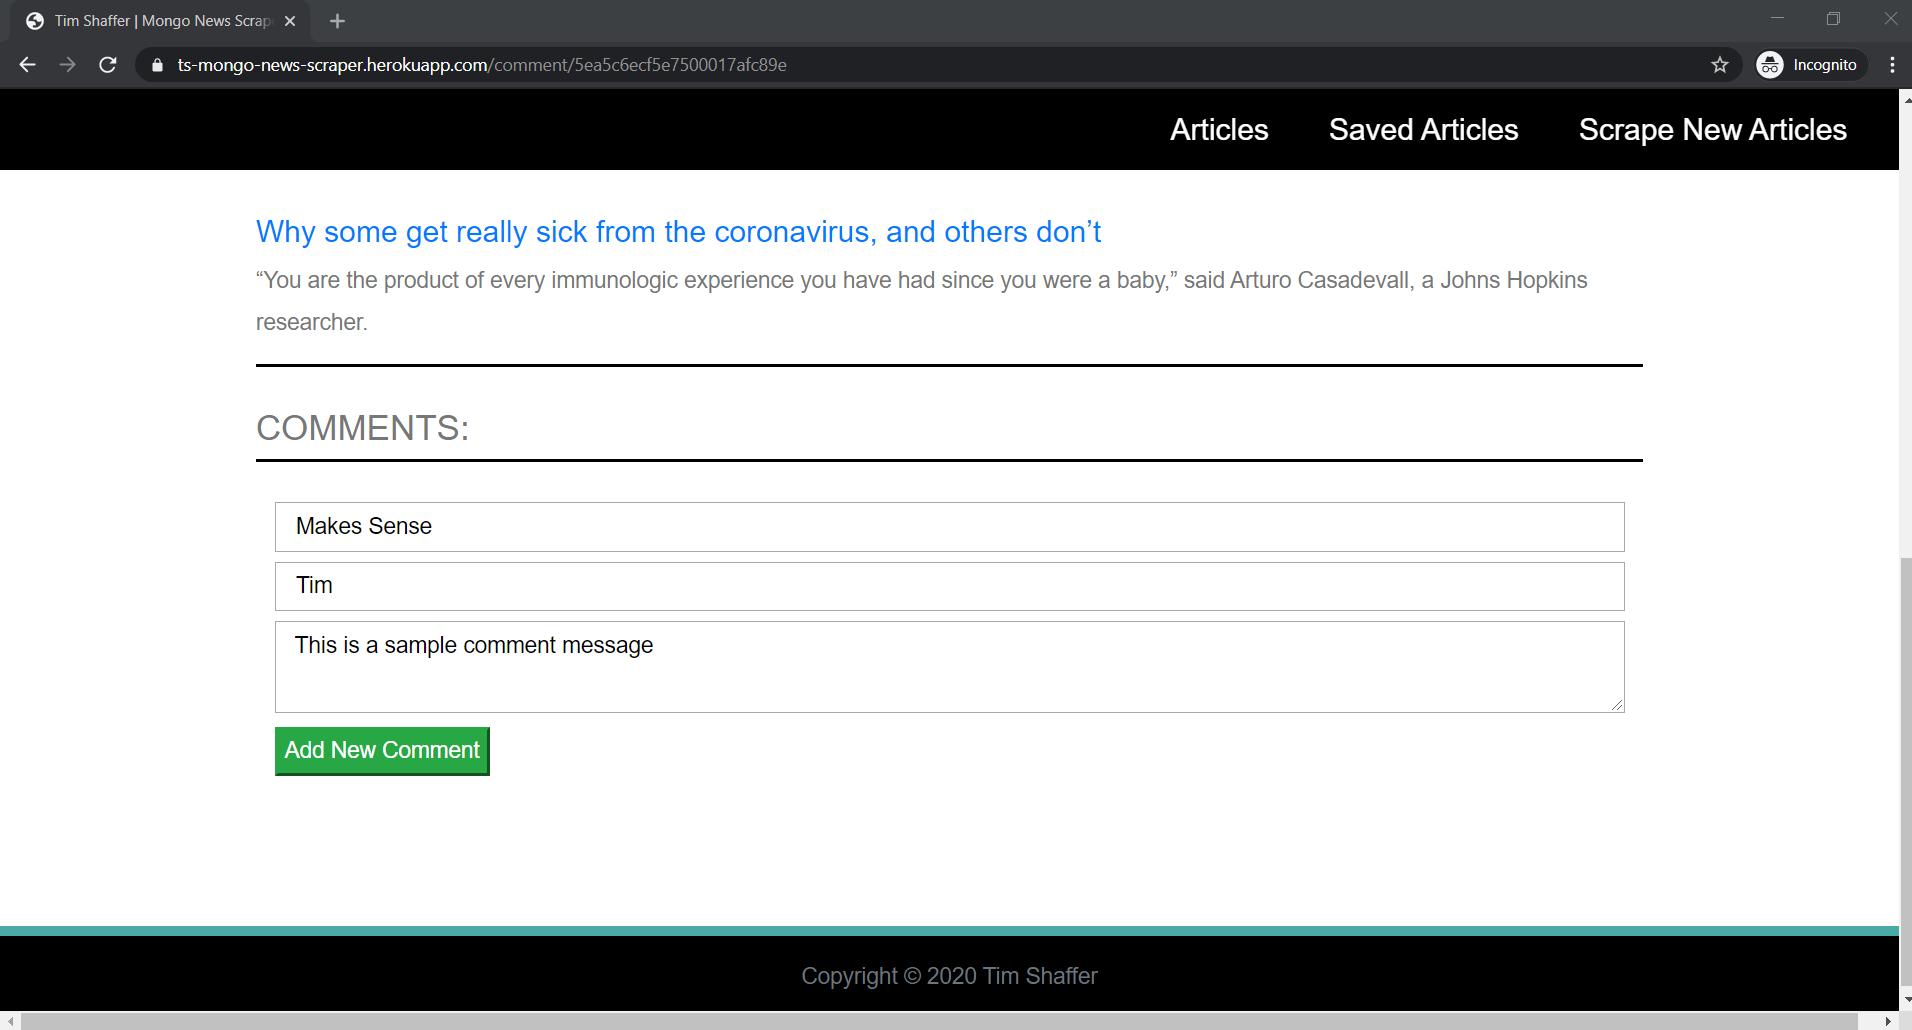 Tim Shaffer | Mongo News Scrap
ts-mongo-news-scraper.herokuapp.com/comment/5ea5c6ecf5e7500017afc89e
Incognito
Articles Saved Articles Scrape New Articles
Why some get really sick from the coronavirus, and others don’t
“You are the product of every immunologic experience you have had since you were a baby,” said Arturo Casadevall, a Johns Hopkins
researcher.
COMMENTS:
Makes Sense
Tim
This is a sample comment message
Add New Comment
Copyright © 2020 Tim Shaffer